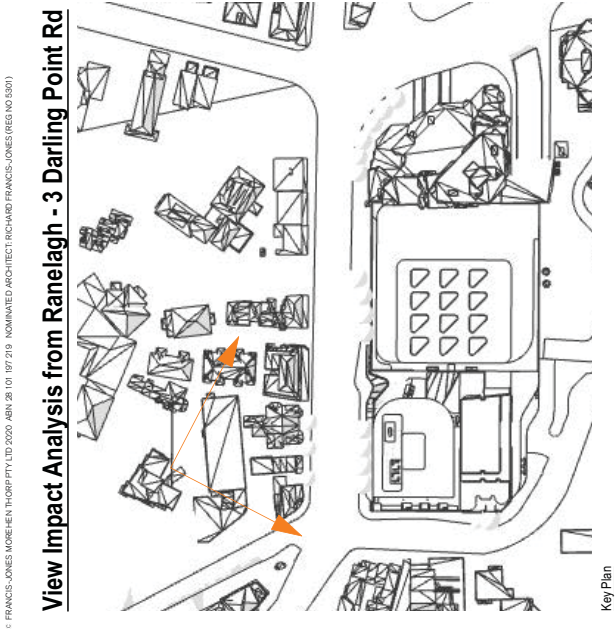 c FRANCIS-JONES MOREHEN THORP PTY LTD 2020 ABN 28 101 197 219 NOMINATED ARCHITECT: RICHARD FRANCIS-JONES (REG NO 5301)
View Impact Analysis from Ranelagh - 3 Darling Point Rd
Key Plan